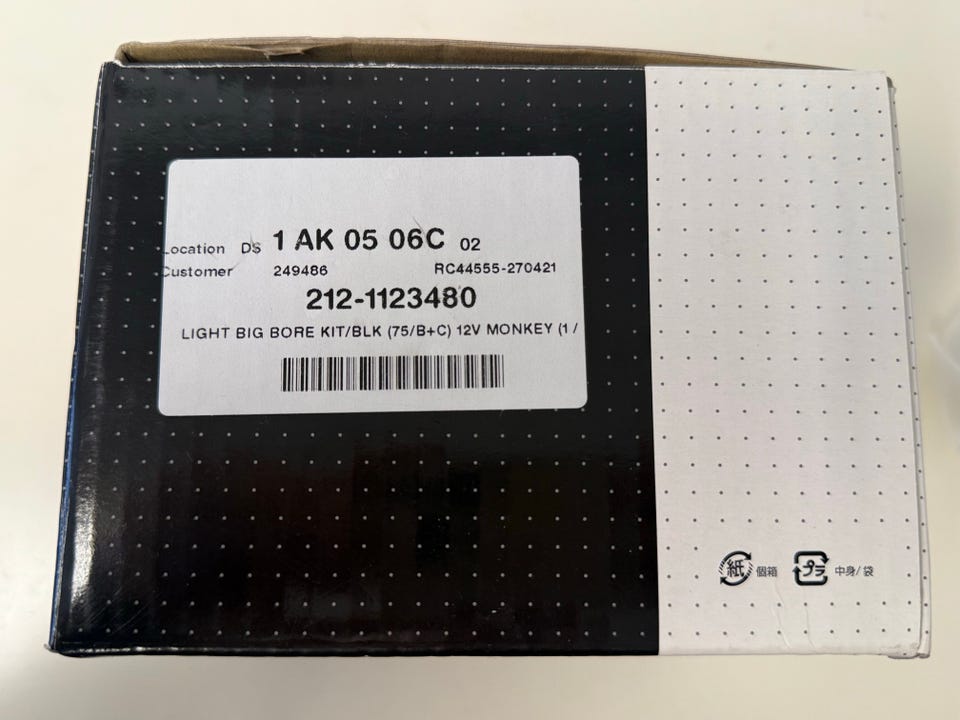 Location DS 1 AK 05 06C 02
Customer 249486 RC44555-270421
212-1123480
LIGHT BIG BORE KIT/BLK (75/B+C) 12V MONKEY (1 /
紙 個箱 プラ 中身/袋